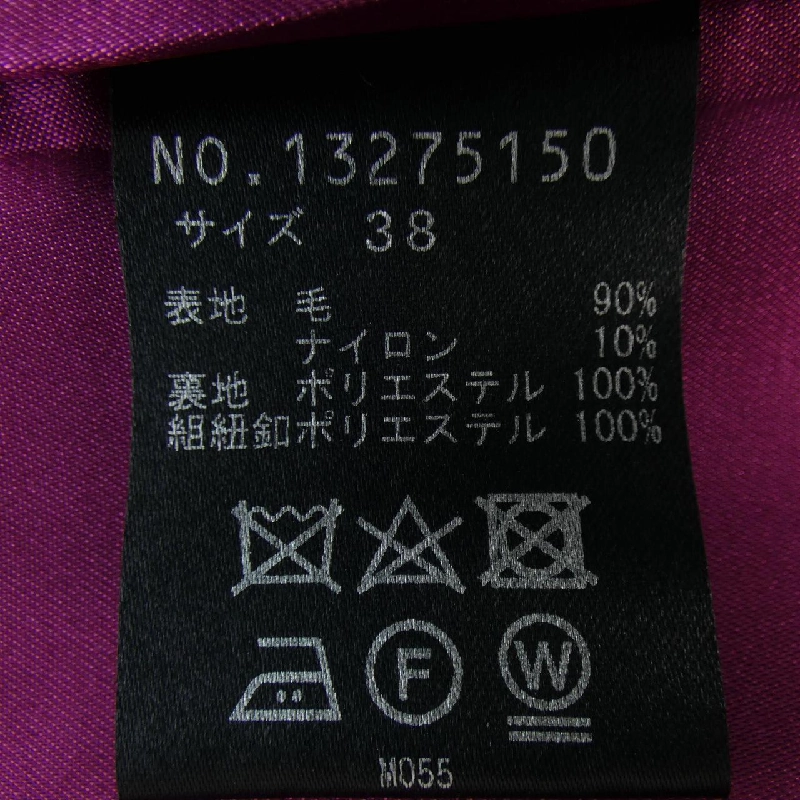 NO.13275150
サイズ 38
表地 毛 90%
ナイロン 10%
裏地 ポリエステル 100%
組紐釦ポリエステル 100%
F W
M055